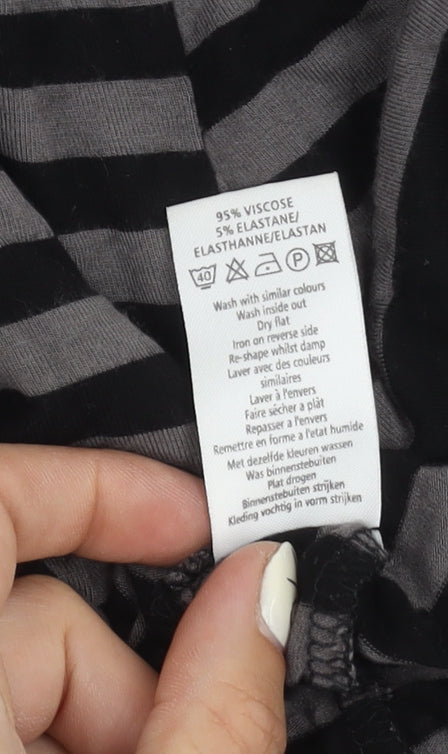 95% VISCOSE
5% ELASTANE/
ELASTHANNE/ELASTAN
40 P
Wash with similar colours
Wash inside out
Dry flat
Iron on reverse side
Re-shape whilst damp
Laver avec des couleurs
similaires
Laver à l'envers
Faire sécher a plât
Repasser a l'envers
Remettre en forme a l'etat humide
Met dezelfde kleuren wassen
Was binnenstebuiten
Plat drogen
Binnenstebuiten strijken
Kleding vochtig in vorm strijken